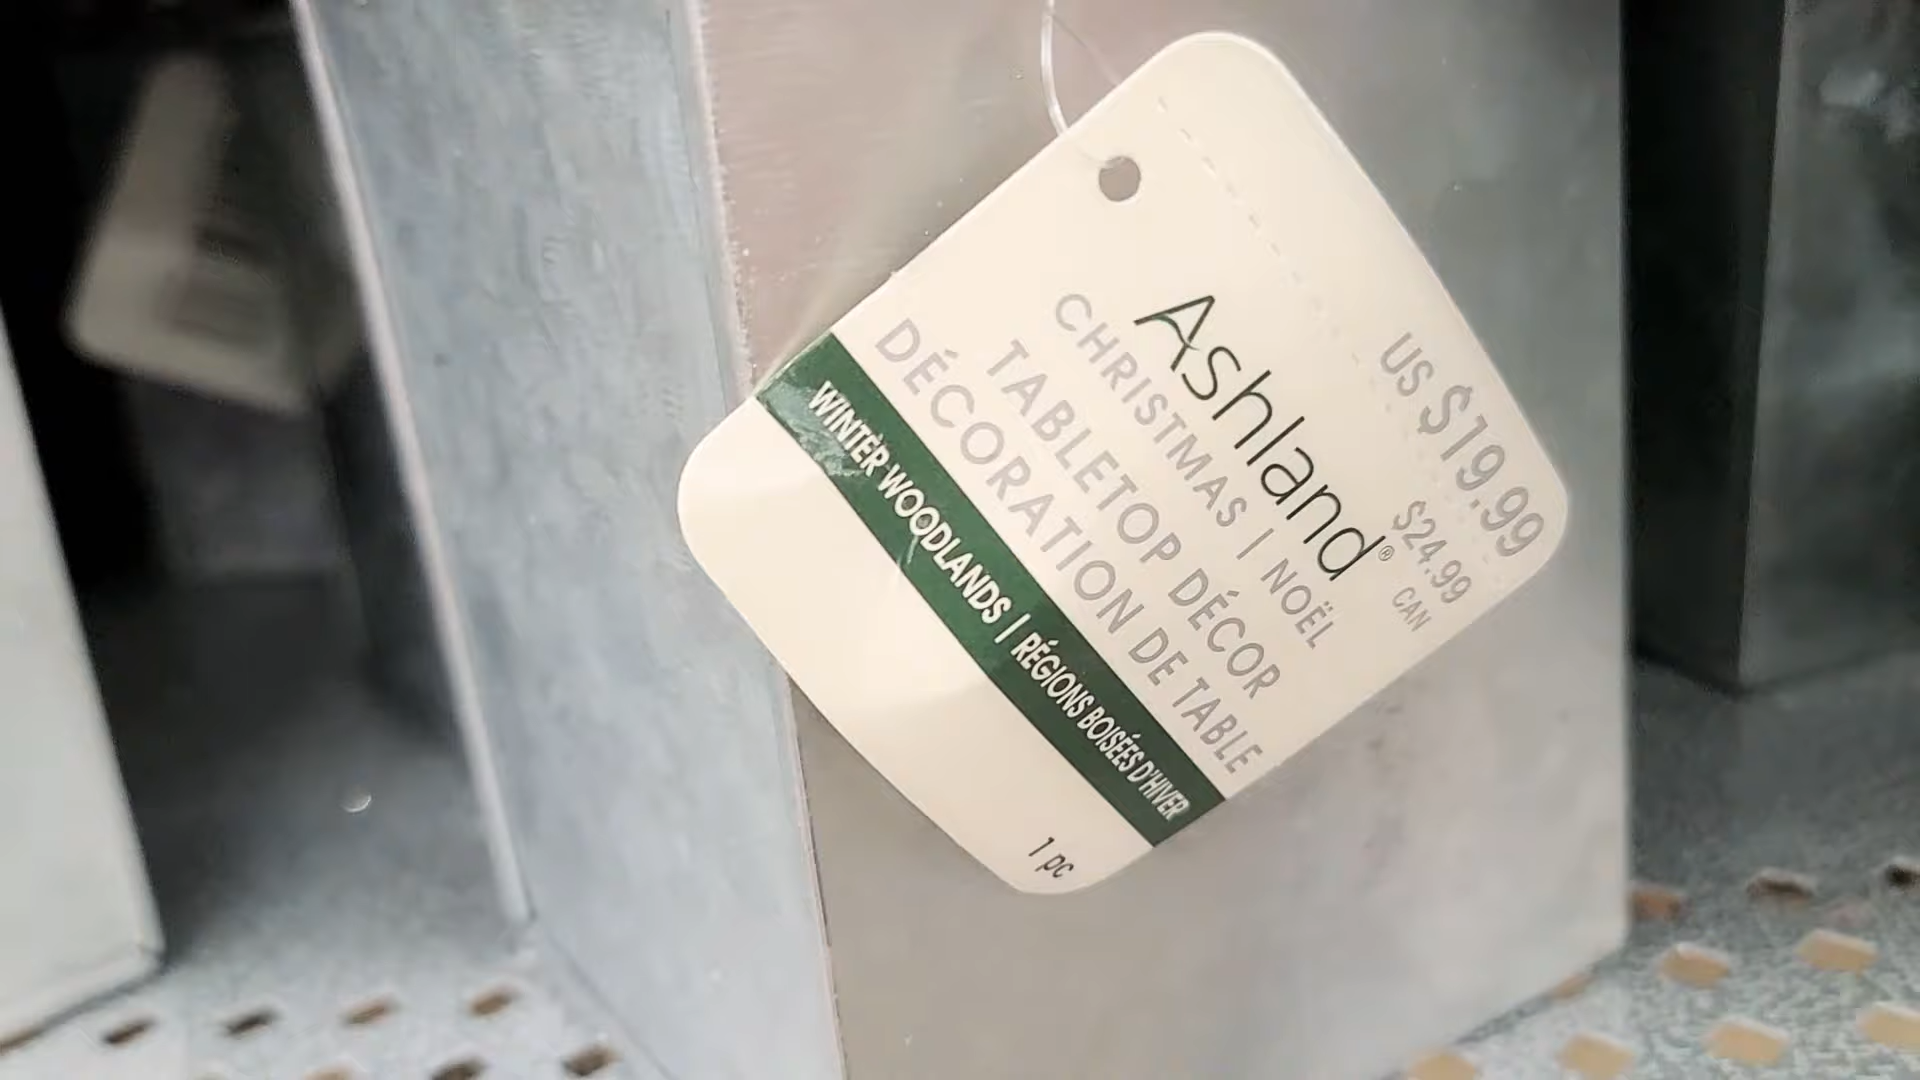 US $19.99
$24.99
CAN
Ashland®
CHRISTMAS | NOËL
TABLETOP DÉCOR
DÉCORATION DE TABLE
WINTER WOODLANDS | RÉGIONS BOISÉES D'HIVER
1 pc